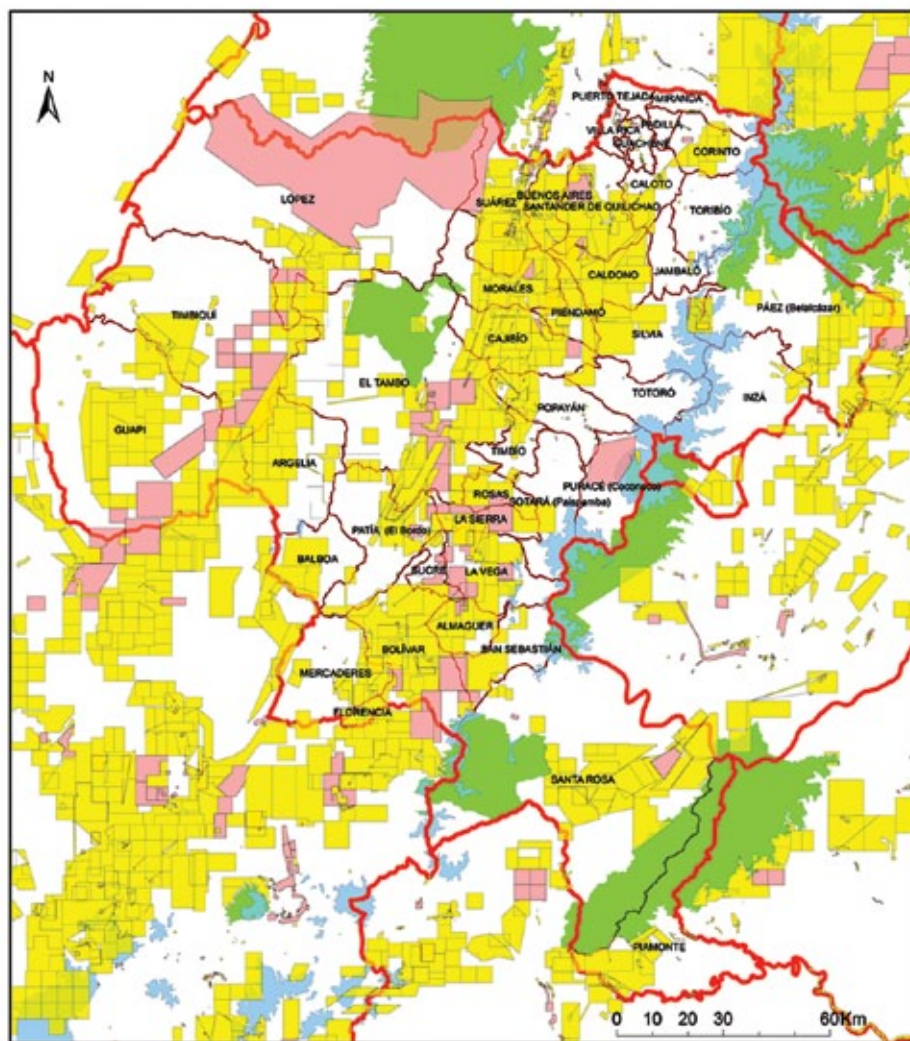 N
PUERTO TEJADA
MIRANDA
PADILLA
VILLA RICA
GUACHENÉ
CORINTO
CALOTO
LOPEZ
SUÁREZ
BUENOS AIRES
SANTANDER DE QUILICHAO
TORIBÍO
CALDONO
JAMBALÓ
MORALES
PÁEZ (Belalcázar)
TIMBIQUÍ
PIENDAMÓ
CAJIBÍO
SILVIA
EL TAMBO
TOTORÓ
INZÁ
POPAYÁN
GUAPI
TIMBÍO
ARGELIA
PURACÉ (Coconuco)
ROSAS
SOTARÁ (Paispamba)
LA SIERRA
PATÍA (El Bordo)
BALBOA
SUCRE
LA VEGA
ALMAGUER
BOLÍVAR
SAN SEBASTIÁN
MERCADERES
FLORENCIA
SANTA ROSA
PIAMONTE
0 10 20 30 60Km